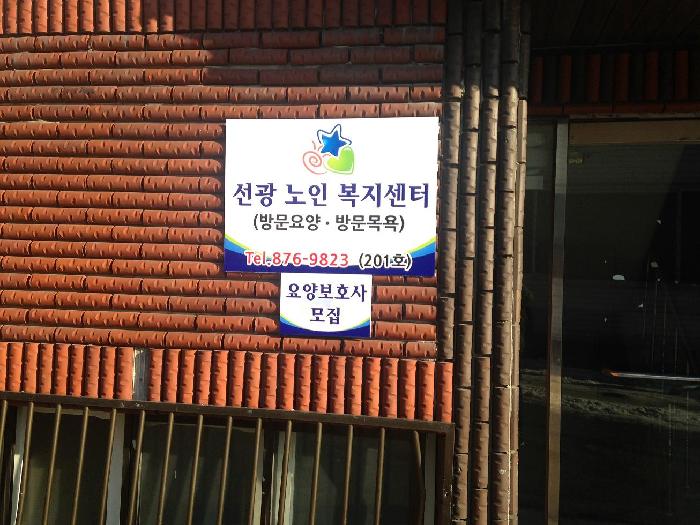 선광 노인 복지센터
(방문요양 · 방문목욕)
Tel.876-9823 (201호)
요양보호사
모집